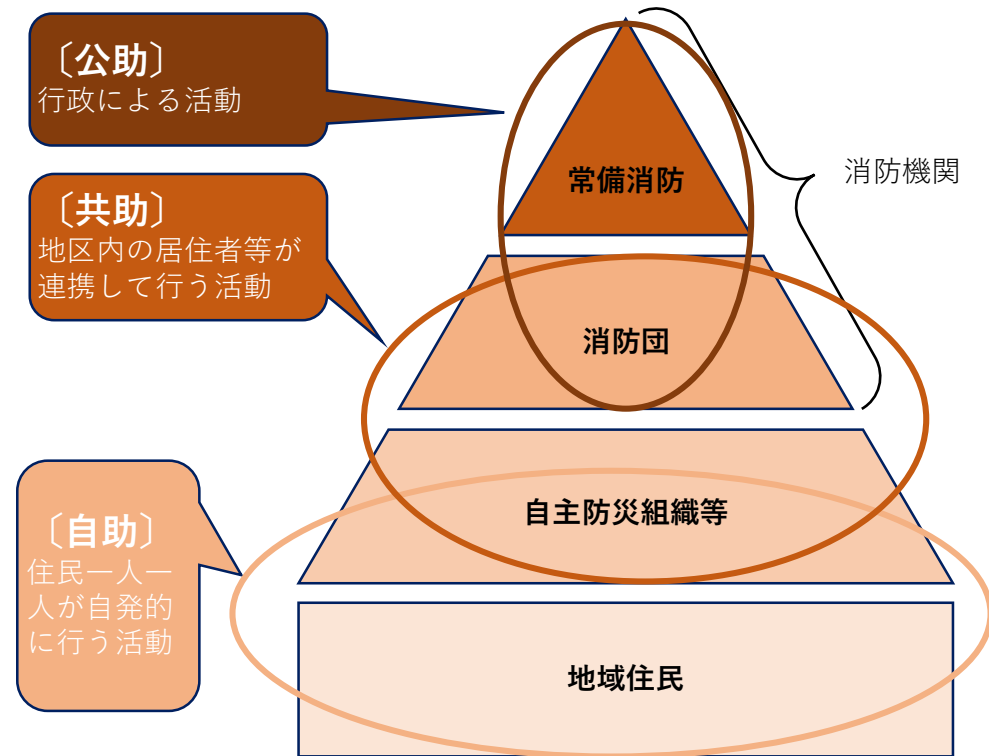 〔公助〕
行政による活動
常備消防
消防機関
〔共助〕
地区内の居住者等が
連携して行う活動
消防団
自主防災組織等
〔自助〕
住民一人一
人が自発的
に行う活動
地域住民